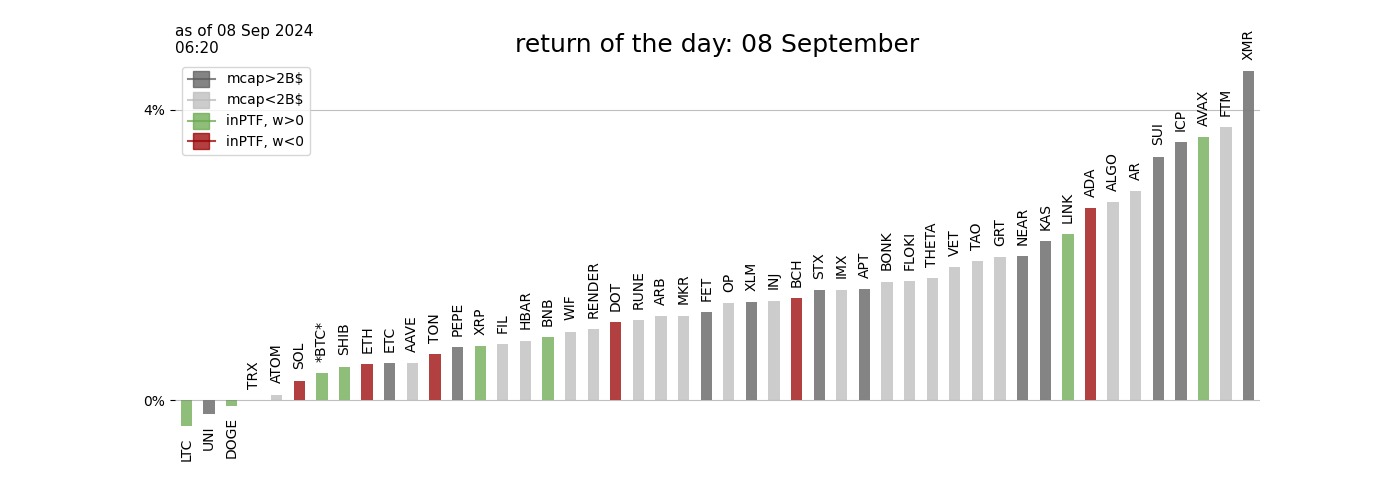 as of 08 Sep 2024
06:20
return of the day: 08 September
mcap>2B$
mcap<2B$
inPTF, w>0
inPTF, w<0
4%
0%
LTC
UNI
DOGE
TRX
ATOM
SOL
*BTC*
SHIB
ETH
ETC
AAVE
TON
PEPE
XRP
FIL
HBAR
BNB
WIF
RENDER
DOT
RUNE
ARB
MKR
FET
OP
XLM
INJ
BCH
STX
IMX
APT
BONK
FLOKI
THETA
VET
TAO
GRT
NEAR
KAS
LINK
ADA
ALGO
AR
SUI
ICP
AVAX
FTM
XMR